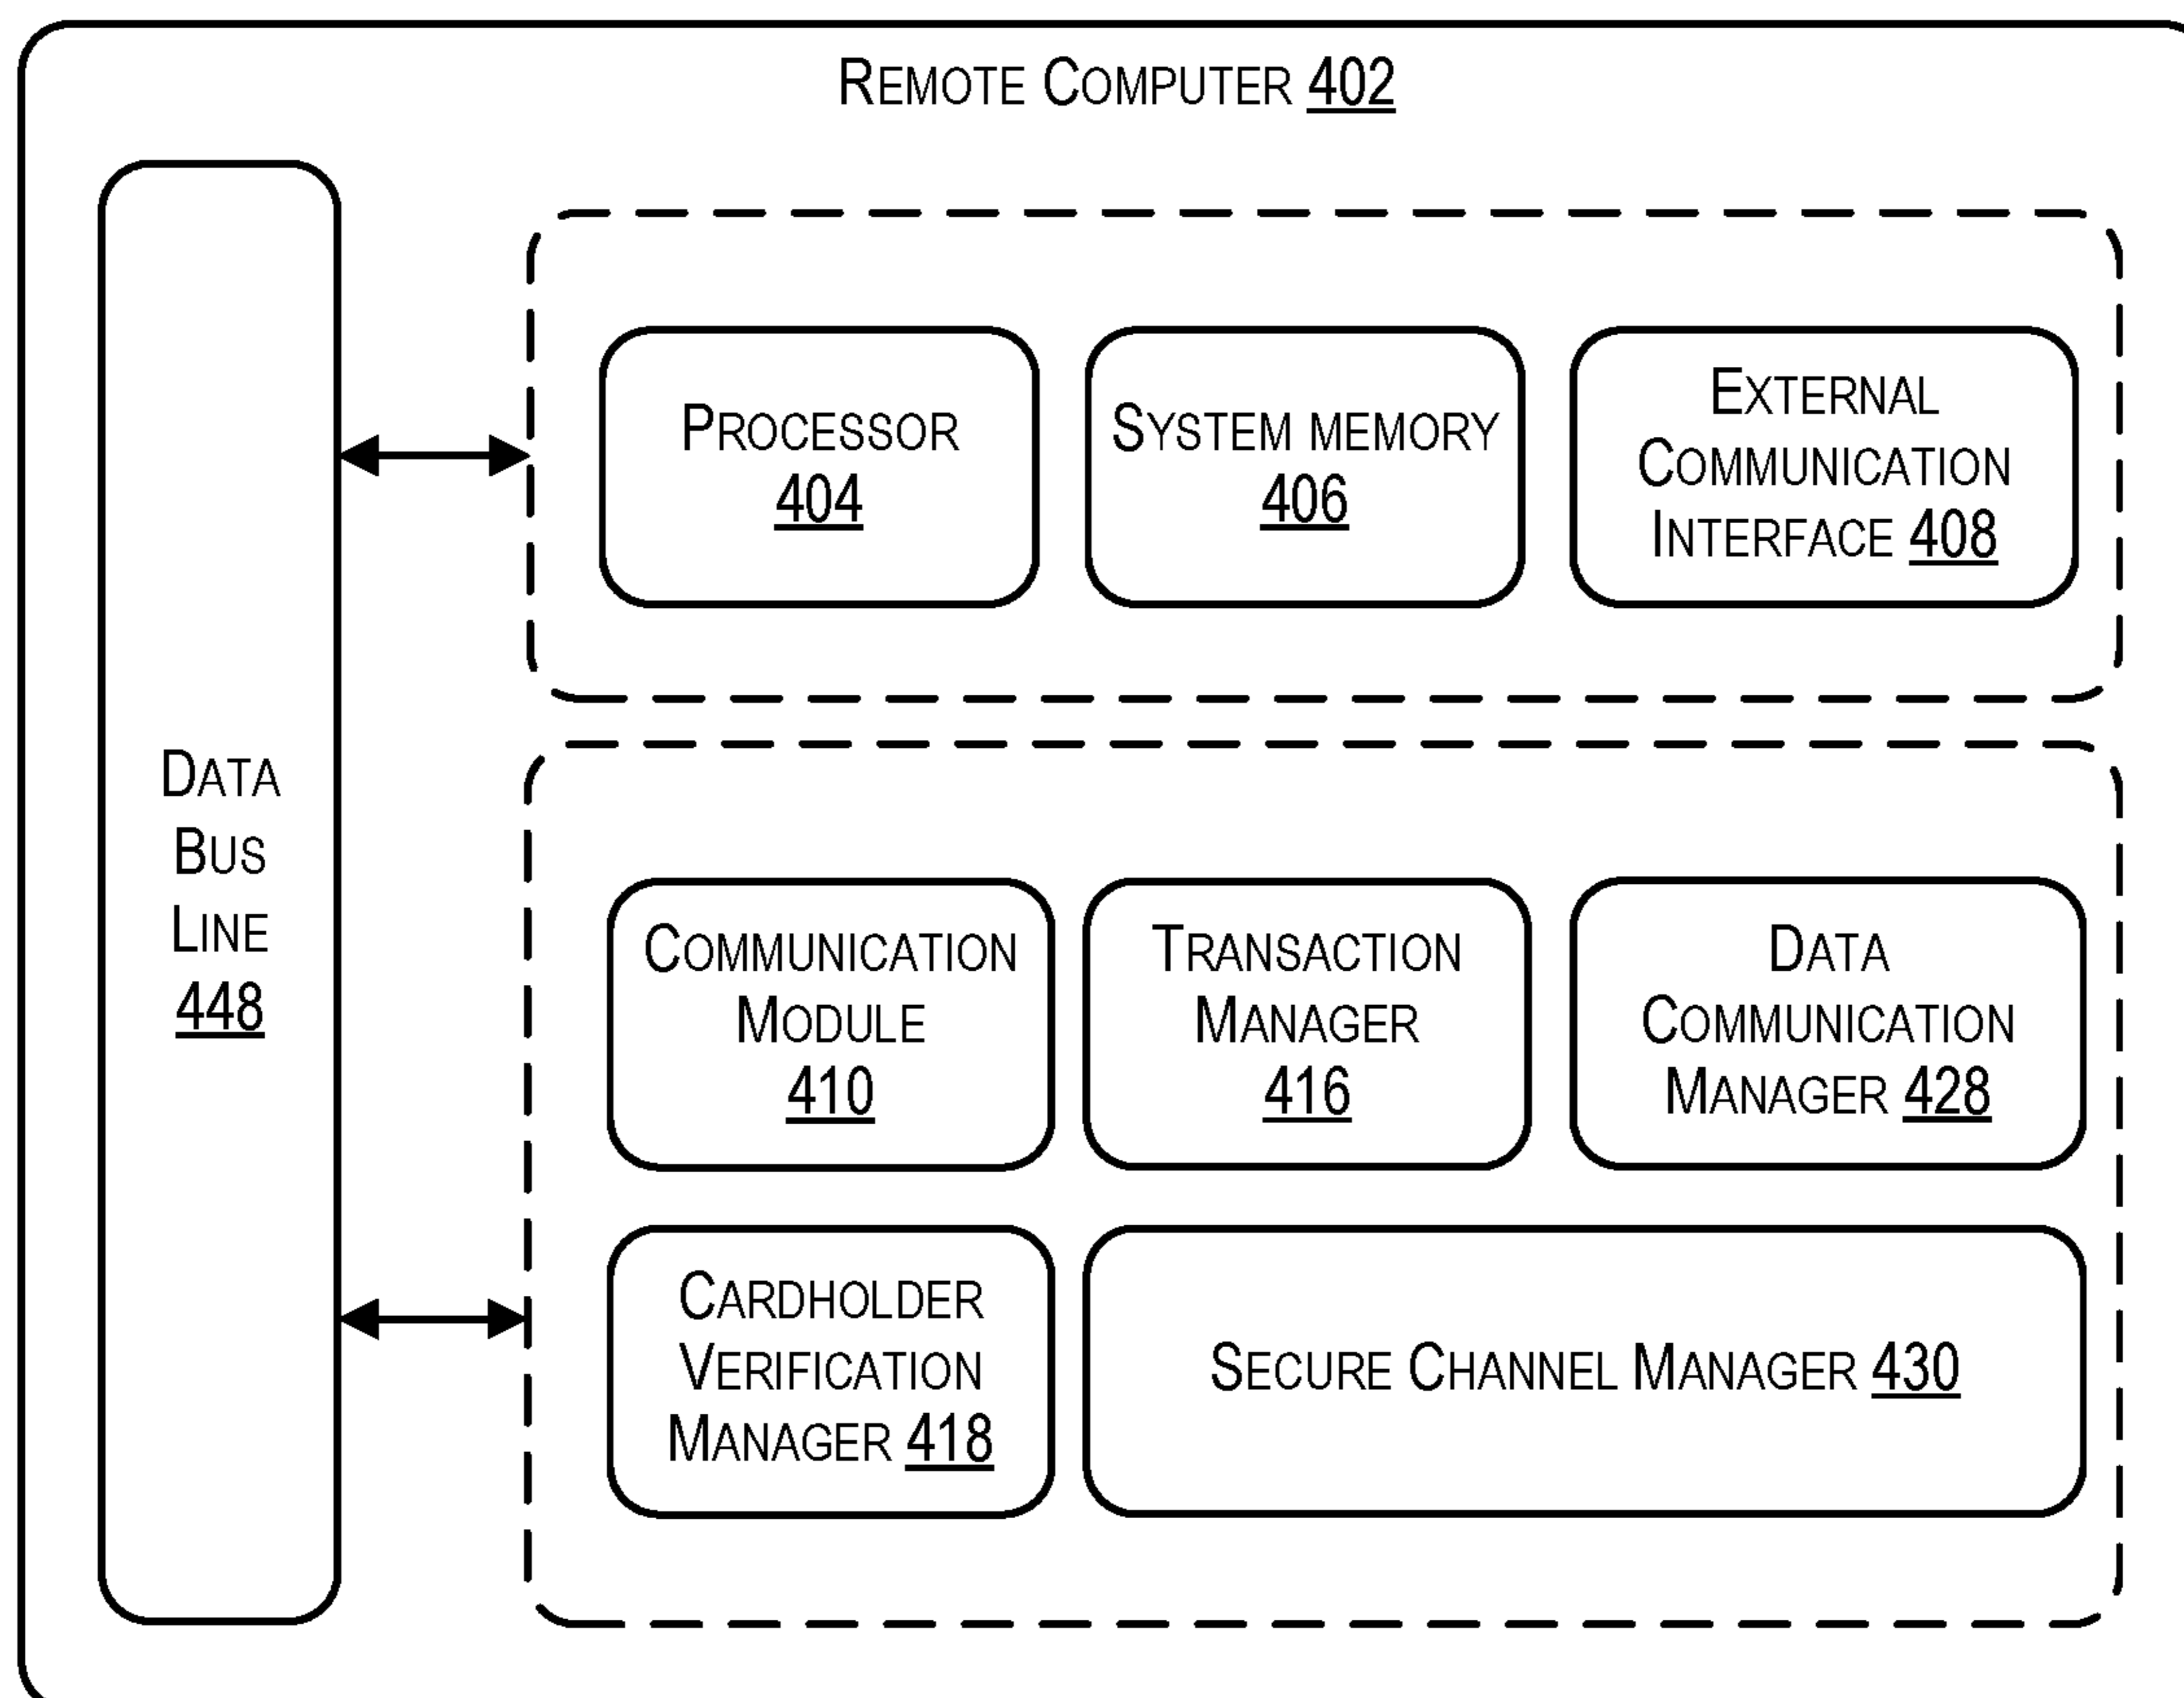 REMOTE COMPUTER 402
PROCESSOR
404
SYSTEM MEMORY
406
EXTERNAL
COMMUNICATION
INTERFACE 408
DATA
BUS
LINE
448
COMMUNICATION
MODULE
410
TRANSACTION
MANAGER
416
DATA
COMMUNICATION
MANAGER 428
CARDHOLDER
VERIFICATION
MANAGER 418
SECURE CHANNEL MANAGER 430